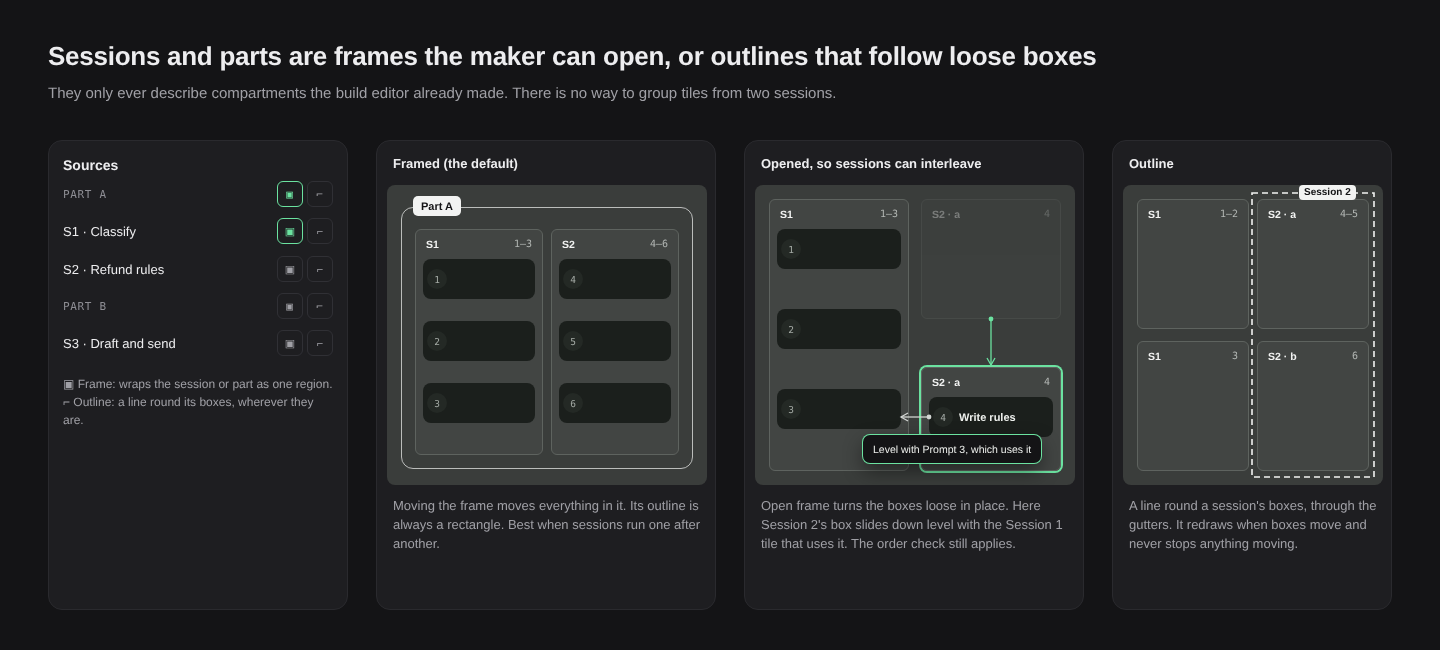 Sessions and parts are frames the maker can open, or outlines that follow loose boxes
They only ever describe compartments the build editor already made. There is no way to group tiles from two sessions.
Sources
PART A
▣ ⌐
S1 · Classify
▣ ⌐
S2 · Refund rules
▣ ⌐
PART B
▣ ⌐
S3 · Draft and send
▣ ⌐
▣ Frame: wraps the session or part as one region.
⌐ Outline: a line round its boxes, wherever they
are.
Framed (the default)
Part A
S1 1–3
1
2
3
S2 4–6
4
5
6
Moving the frame moves everything in it. Its outline is
always a rectangle. Best when sessions run one after
another.
Opened, so sessions can interleave
S1 1–3
1
2
3
S2 · a 4
S2 · a 4
4 Write rules
Level with Prompt 3, which uses it
Open frame turns the boxes loose in place. Here
Session 2's box slides down level with the Session 1
tile that uses it. The order check still applies.
Outline
Session 2
S1 1–2
S2 · a 4–5
S1 3
S2 · b 6
A line round a session's boxes, through the
gutters. It redraws when boxes move and
never stops anything moving.